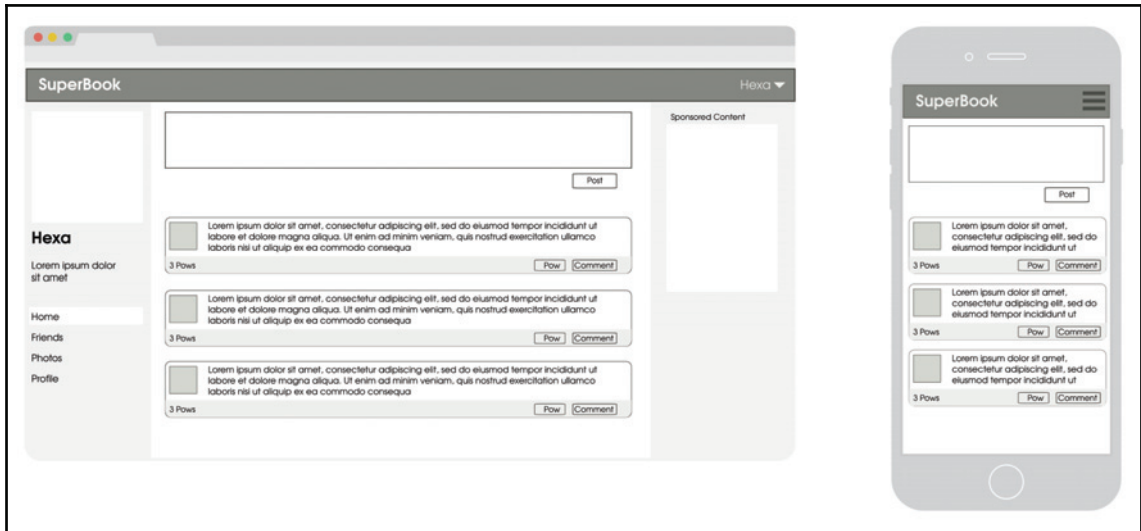 SuperBook
Hexa
Hexa
Lorem ipsum dolor
sit amet
Home
Friends
Photos
Profile
Post
Lorem ipsum dolor sit amet, consectetur adipiscing elit, sed do eiusmod tempor incididunt ut
labore et dolore magna aliqua. Ut enim ad minim veniam, quis nostrud exercitation ullamco
laboris nisi ut aliquip ex ea commodo consequa
3 Pows
Pow
Comment
Lorem ipsum dolor sit amet, consectetur adipiscing elit, sed do eiusmod tempor incididunt ut
labore et dolore magna aliqua. Ut enim ad minim veniam, quis nostrud exercitation ullamco
laboris nisi ut aliquip ex ea commodo consequa
3 Pows
Pow
Comment
Lorem ipsum dolor sit amet, consectetur adipiscing elit, sed do eiusmod tempor incididunt ut
labore et dolore magna aliqua. Ut enim ad minim veniam, quis nostrud exercitation ullamco
laboris nisi ut aliquip ex ea commodo consequa
3 Pows
Pow
Comment
Sponsored Content
SuperBook
Post
Lorem ipsum dolor sit amet,
consectetur adipiscing elit, sed do
eiusmod tempor incididunt ut
3 Pows
Pow
Comment
Lorem ipsum dolor sit amet,
consectetur adipiscing elit, sed do
eiusmod tempor incididunt ut
3 Pows
Pow
Comment
Lorem ipsum dolor sit amet,
consectetur adipiscing elit, sed do
eiusmod tempor incididunt ut
3 Pows
Pow
Comment